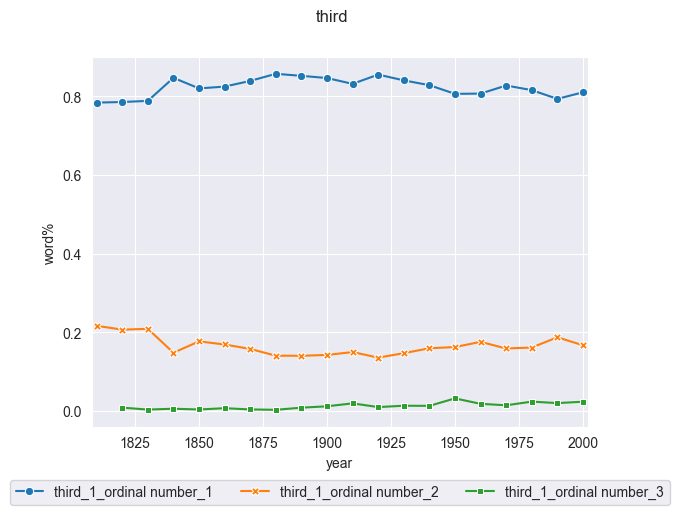 third
word%
0.8
0.6
0.4
0.2
0.0
1825 1850 1875 1900 1925 1950 1975 2000
year
third_1_ordinal number_1 third_1_ordinal number_2 third_1_ordinal number_3